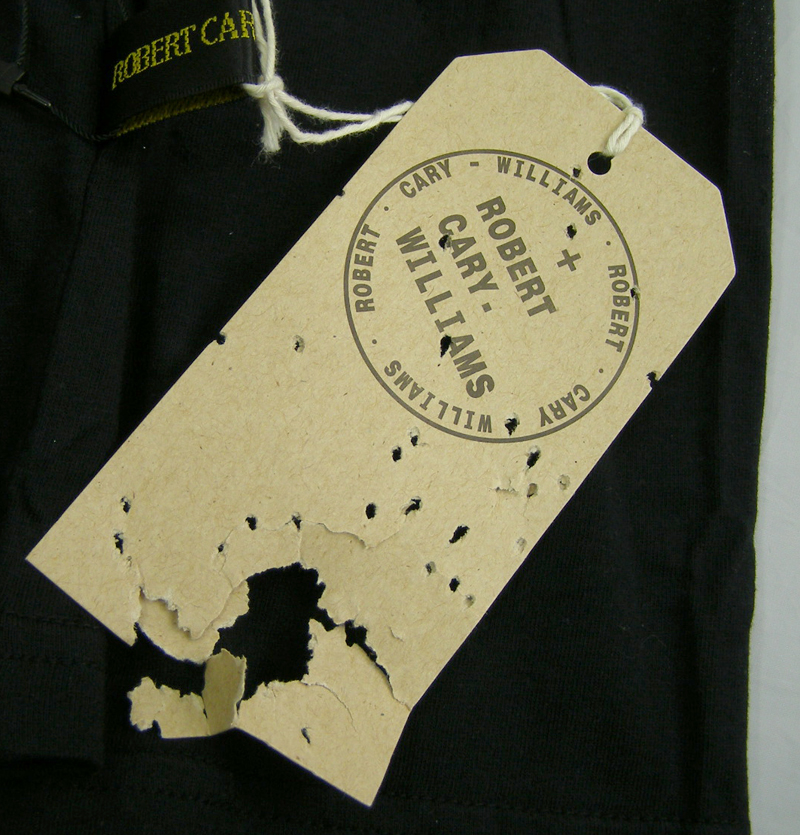 ROBERT CAR
ROBERT · CARY - WILLIAMS · ROBERT · CARY WILLIAMS ·
ROBERT
CARY-
WILLIAMS
+